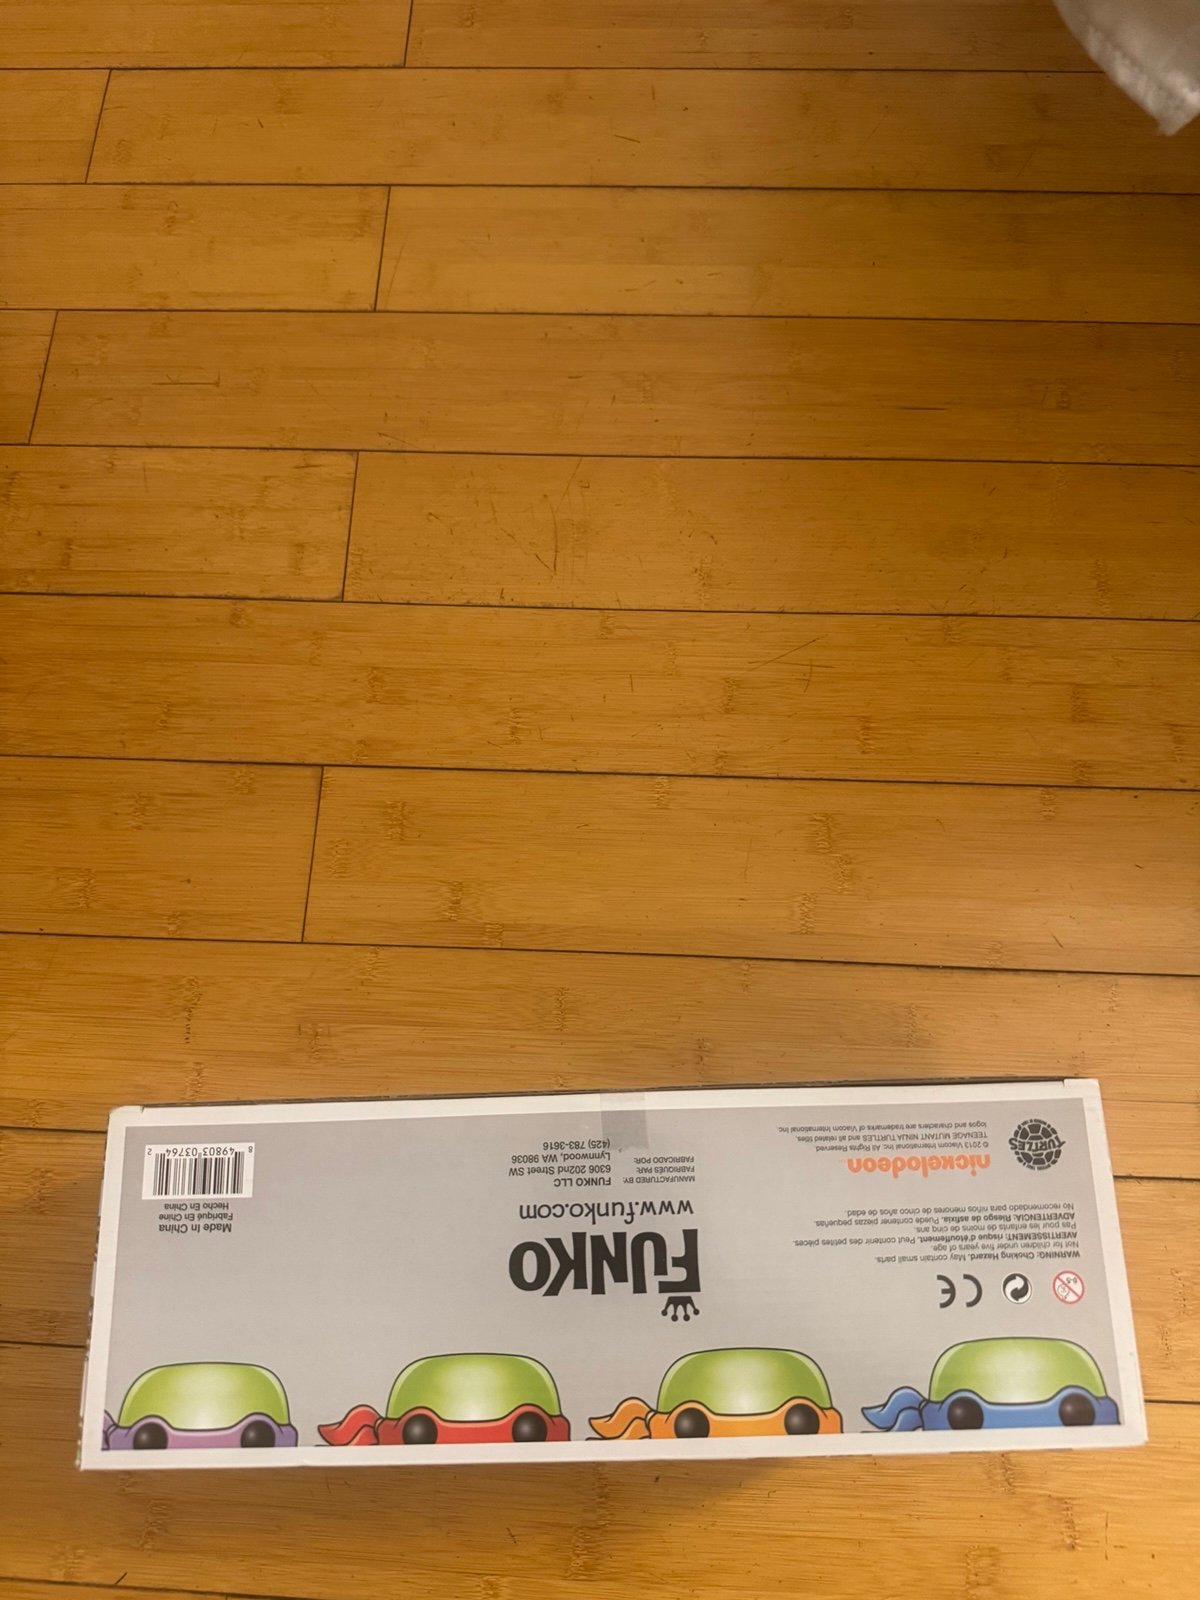 TURTLES
nickelodeon
© 2013 Viacom International Inc. All Rights Reserved.
TEENAGE MUTANT NINJA TURTLES and all related titles,
logos and characters are trademarks of Viacom International Inc.
WARNING: Choking Hazard. May contain small parts.
Not for children under five years of age.
AVERTISSEMENT: risque d'étouffement. Peut contenir des petites pièces.
Pas pour les enfants de moins de cinq ans.
ADVERTENCIA: Riesgo de asfixia. Puede contener piezas pequeñas.
No recomendado para niños menores de cinco años de edad.
0-5
CE
FUNKO
www.funko.com
MANUFACTURED BY:
FABRIQUÉS PAR:
FABRICADO POR:
FUNKO LLC
6306 202nd Street SW
Lynnwood, WA 98036
(425) 783-3616
Made In China
Fabriqué En Chine
Hecho En China
8 49803 03764 2